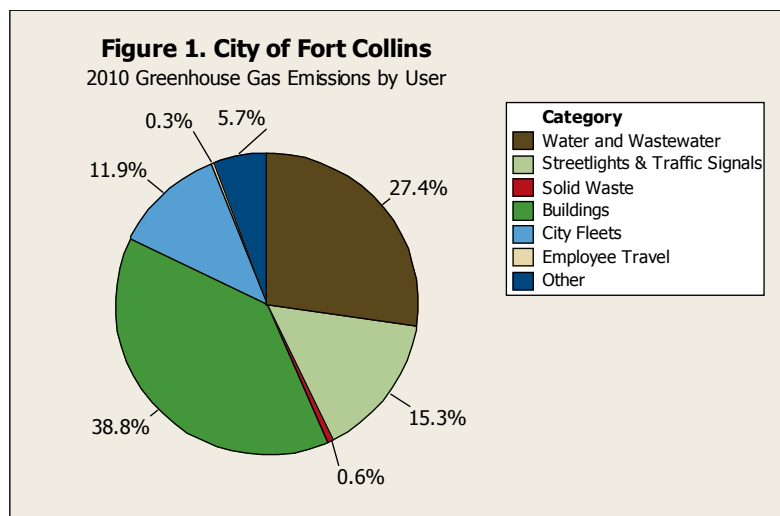 Figure 1. City of Fort Collins
2010 Greenhouse Gas Emissions by User
0.3%
5.7%
11.9%
27.4%
38.8%
15.3%
0.6%
Category
Water and Wastewater
Streetlights & Traffic Signals
Solid Waste
Buildings
City Fleets
Employee Travel
Other